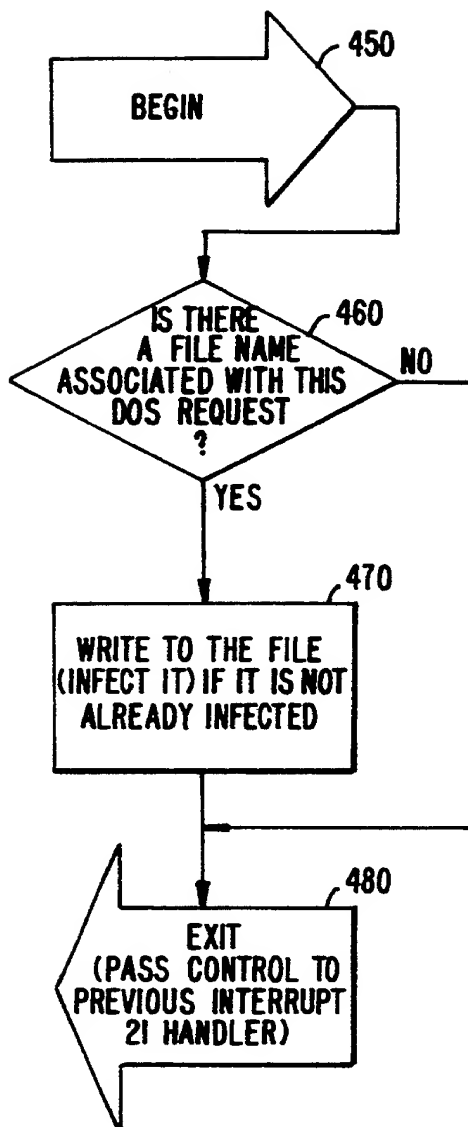 450
BEGIN
IS THERE
A FILE NAME
ASSOCIATED WITH THIS
DOS REQUEST
?
460
NO
YES
470
WRITE TO THE FILE
(INFECT IT) IF IT IS NOT
ALREADY INFECTED
480
EXIT
(PASS CONTROL TO
PREVIOUS INTERRUPT
21 HANDLER)